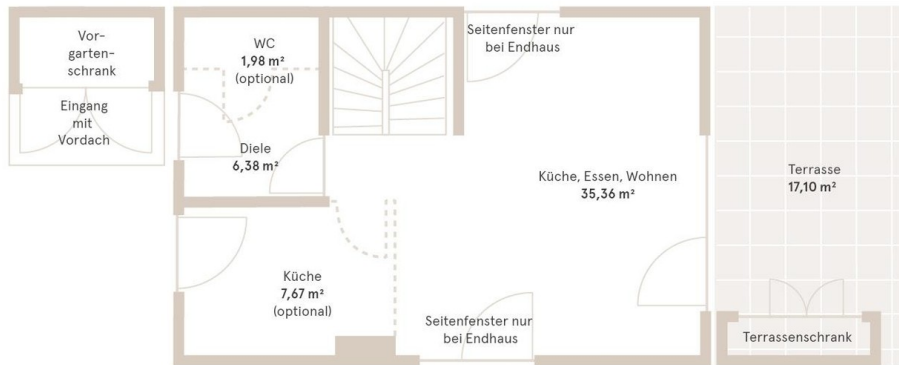 Vor-
garten-
schrank
Eingang
mit
Vordach
WC
1,98 m²
(optional)
Diele
6,38 m²
Seitenfenster nur
bei Endhaus
Küche, Essen, Wohnen
35,36 m²
Terrasse
17,10 m²
Küche
7,67 m²
(optional)
Seitenfenster nur
bei Endhaus
Terrassenschrank